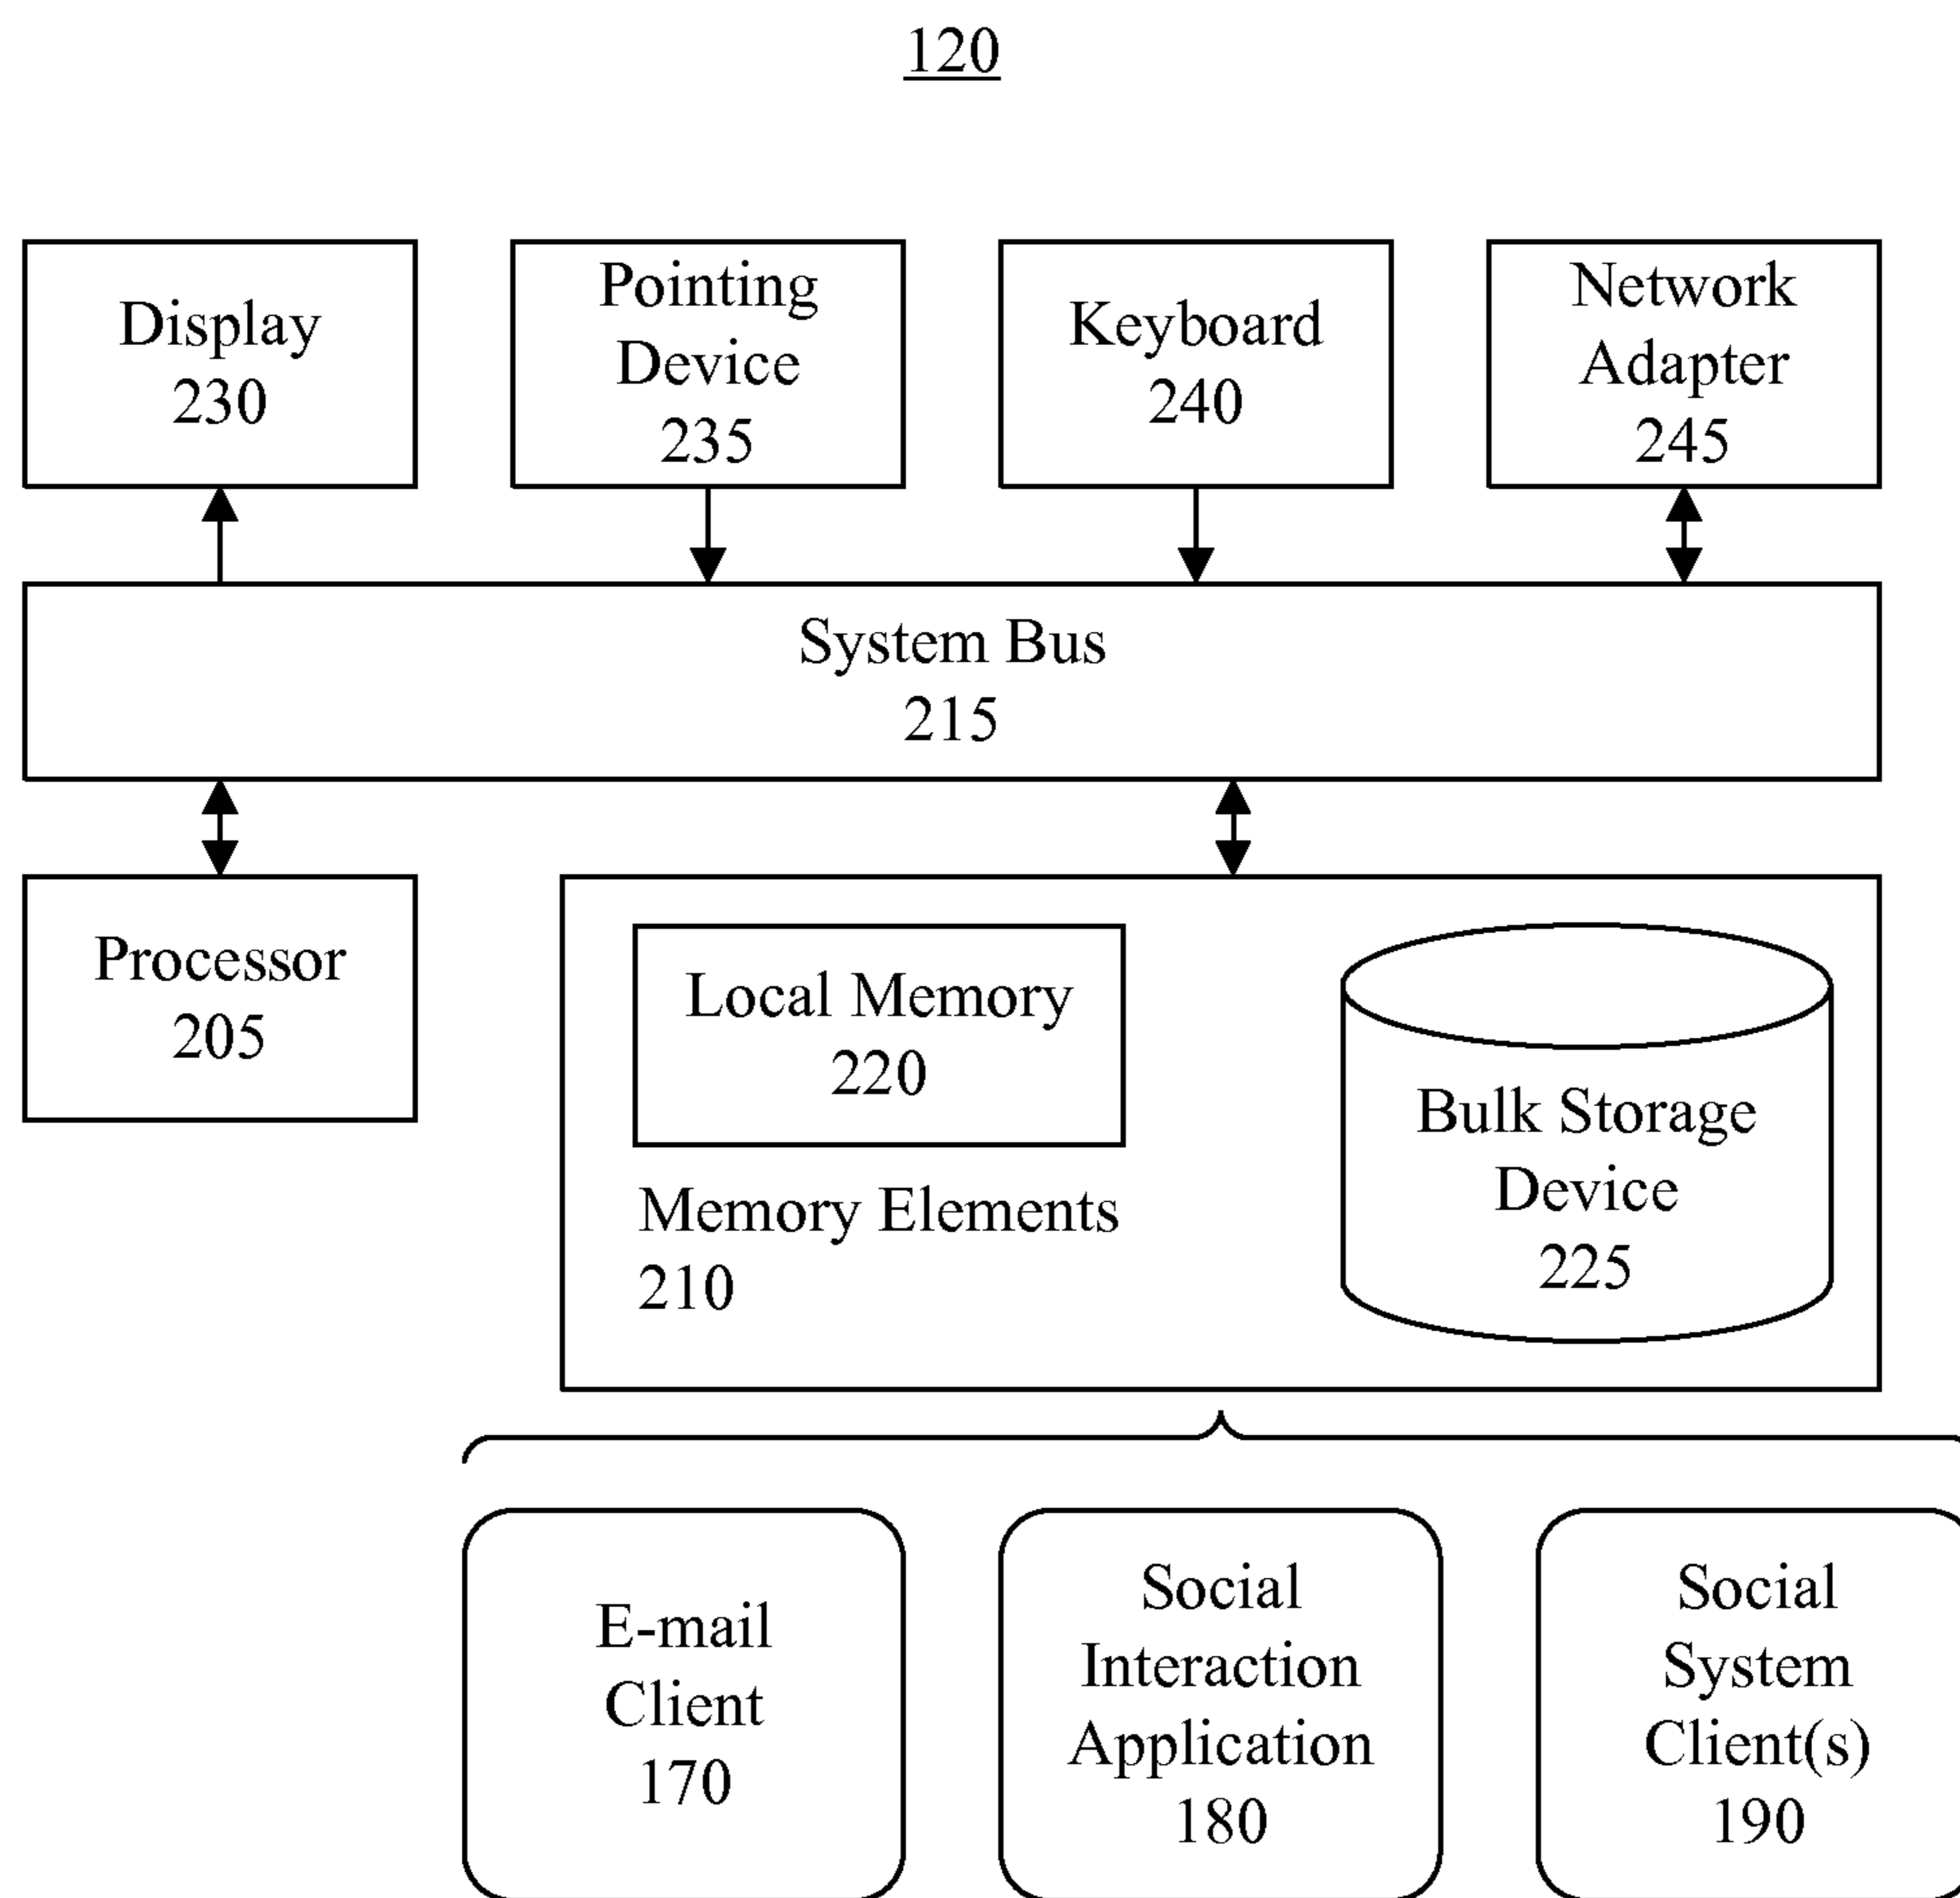 120
Display
230
Pointing
Device
235
Keyboard
240
Network
Adapter
245
System Bus
215
Processor
205
Local Memory
220
Memory Elements
210
Bulk Storage
Device
225
E-mail
Client
170
Social
Interaction
Application
180
Social
System
Client(s)
190